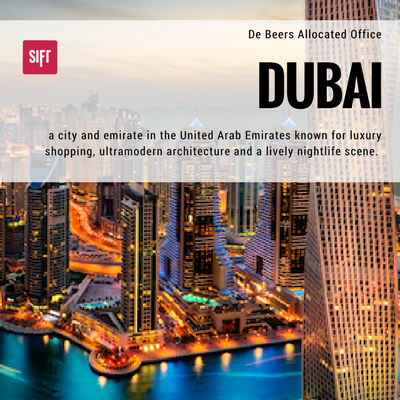 De Beers Allocated Office
SIFT
DUBAI
a city and emirate in the United Arab Emirates known for luxury
shopping, ultramodern architecture and a lively nightlife scene.